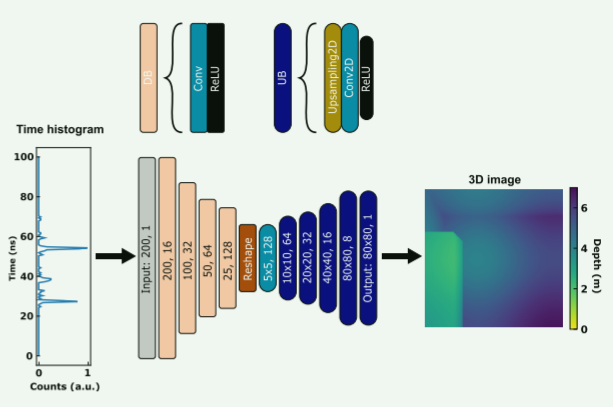 DB
Conv
ReLU
UB
Upsampling2D
Conv2D
ReLU
Time histogram
100
80
60
40
20
0
Time (ns)
0 1
Counts (a.u.)
Input: 200, 1
200, 16
100, 32
50, 64
25, 128
Reshape
5x5, 128
10x10, 64
20x20, 32
40x40, 16
80x80, 8
Output: 80x80, 1
3D image
6
4
2
0
Depth (m)